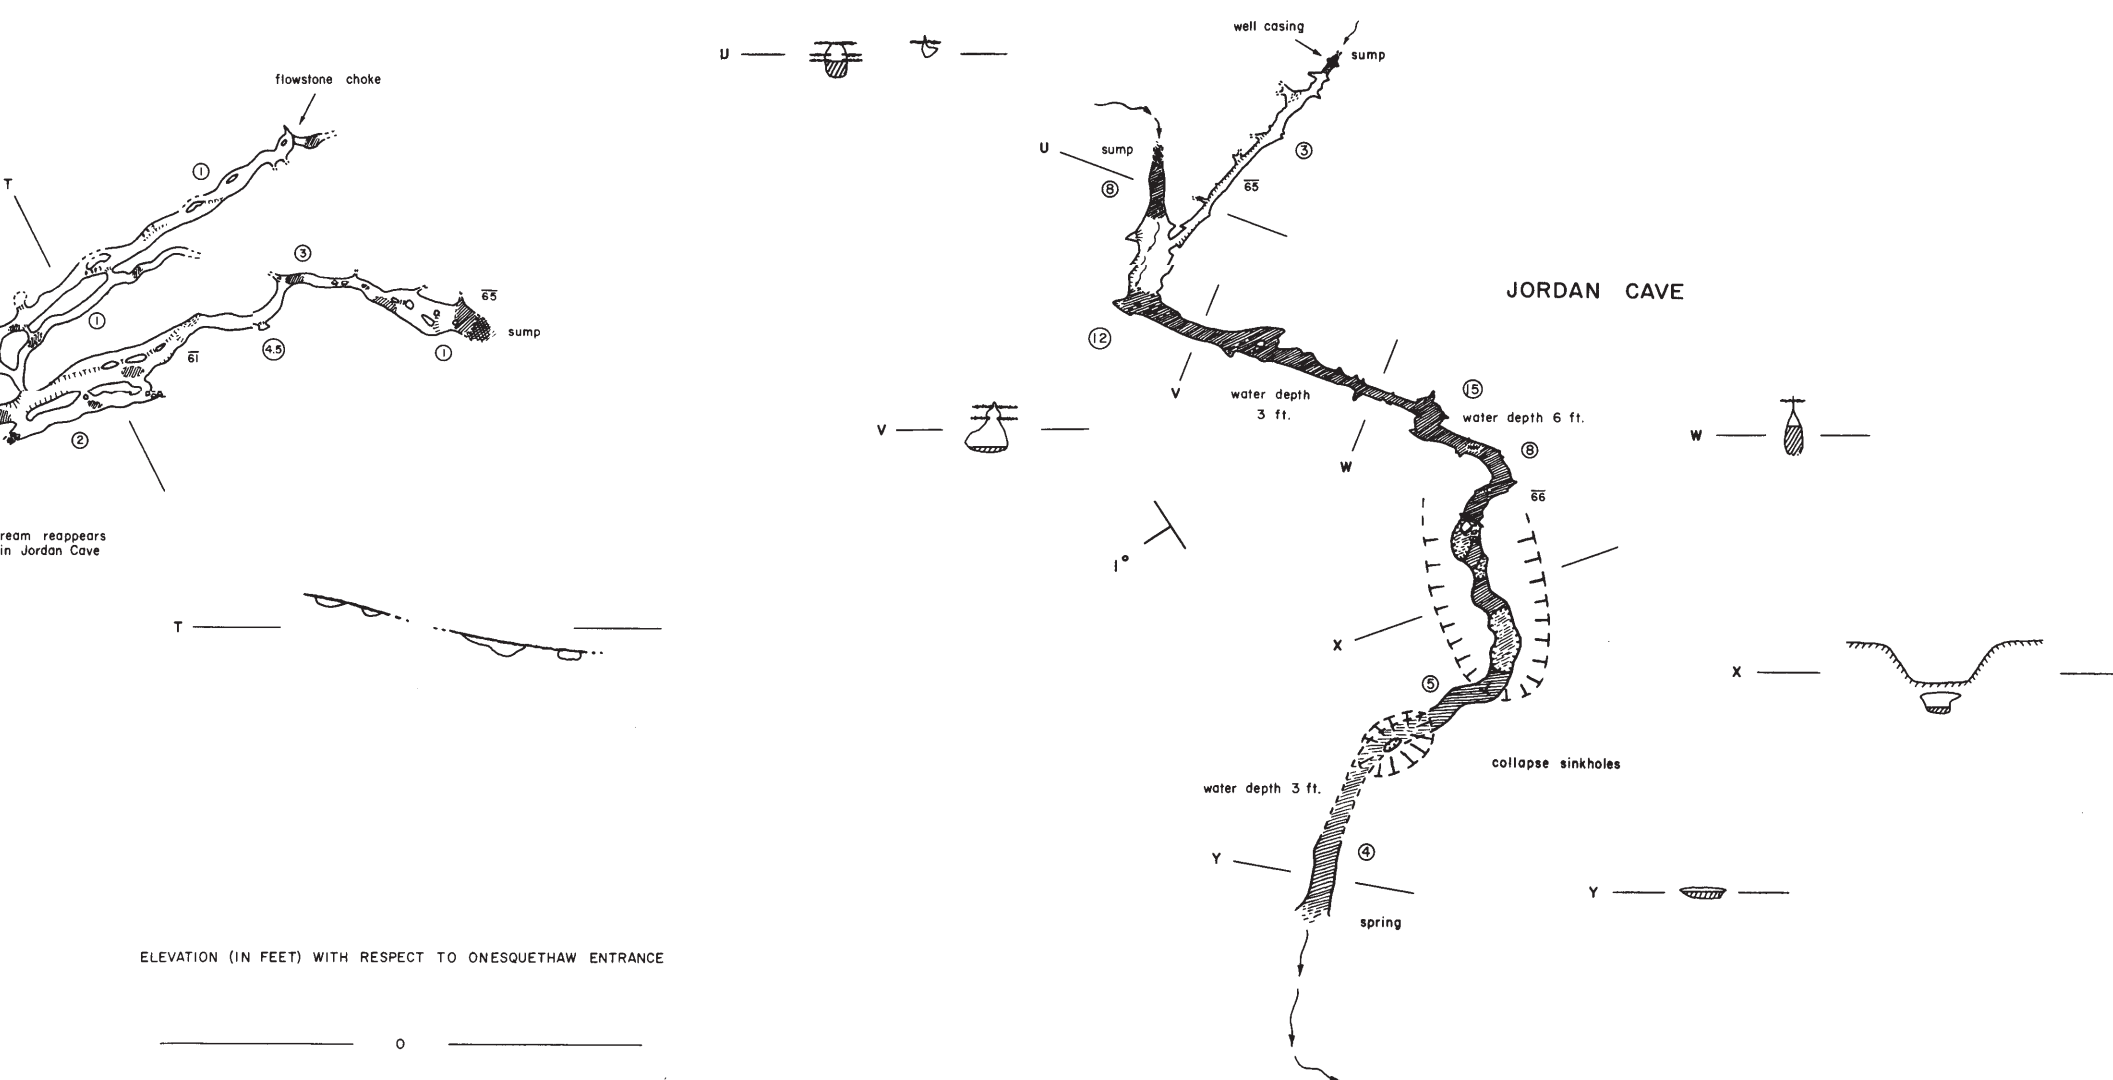 U
well casing
sump
flowstone choke
U
sump
1
3
T
8
65
3
JORDAN CAVE
65
1
sump
12
61
4.5
1
V
water depth
3 ft.
15
water depth 6 ft.
2
V
W
8
W
66
ream reappears
in Jordan Cave
1°
T
X
X
5
collapse sinkholes
water depth 3 ft.
Y
4
Y
spring
ELEVATION (IN FEET) WITH RESPECT TO ONESQUETHAW ENTRANCE
0